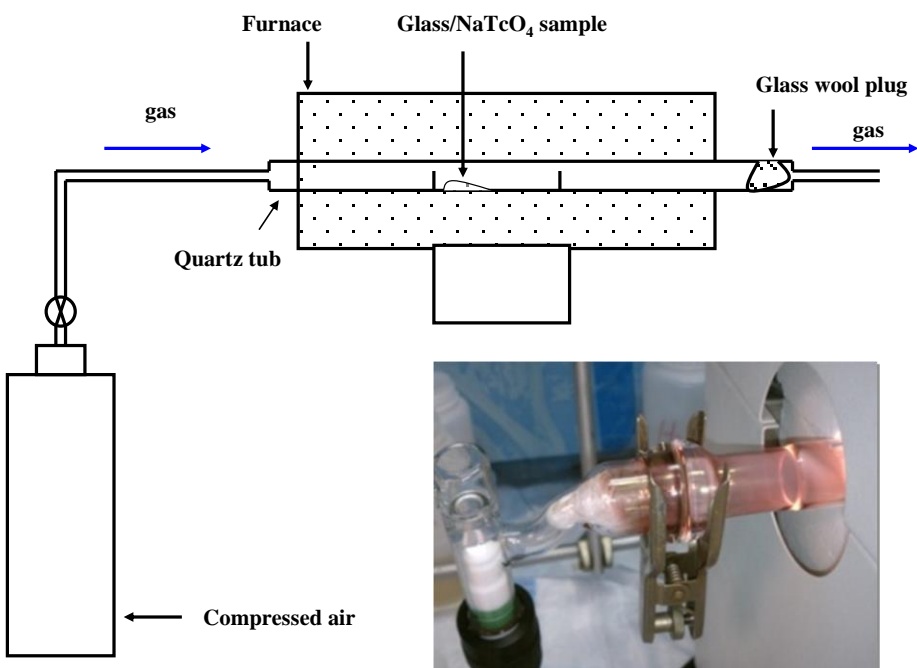 Furnace
Glass/NaTcO₄ sample
Glass wool plug
gas
gas
Quartz tub
Compressed air